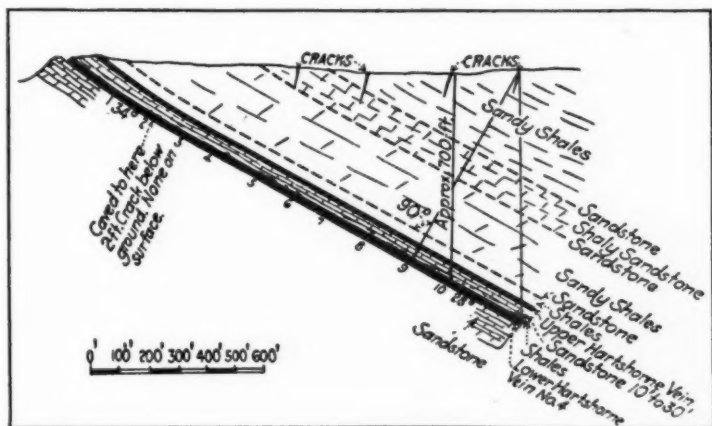 CRACKS
CRACKS
34°
2
3
4
5
6
7
8
9
10
28°
90°
Approx. 700 ft.
Sandy Shales
Caved to here
2ft. Crack below
ground. None on
surface.
Sandstone
Shaly Sandstone
Sandstone
Sandy Shales
Sandstone
Shales
Upper Hartshorne Vein,
Sandstone 10' to 30'
Shales
Lower Hartshorne
Vein No. 4
Sandstone
0' 100' 200' 300' 400' 500' 600'